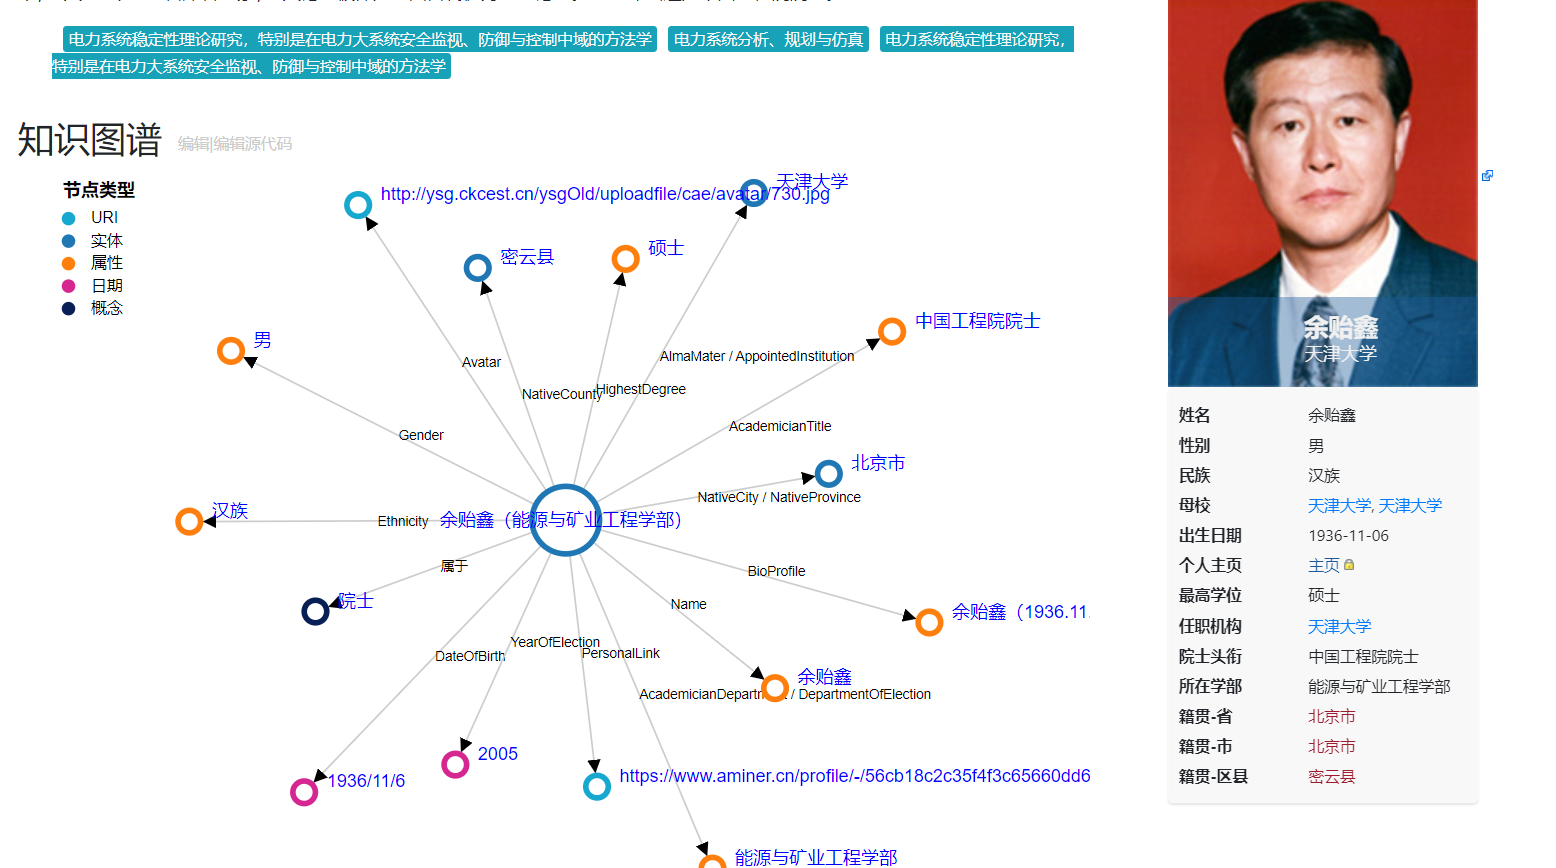 电力系统稳定性理论研究，特别是在电力大系统安全监视、防御与控制中域的方法学 电力系统分析、规划与仿真 电力系统稳定性理论研究，
特别是在电力大系统安全监视、防御与控制中域的方法学
知识图谱 编辑|编辑源代码
节点类型
URI
实体
属性
日期
概念
http://ysg.ckcest.cn/ysgOld/uploadfile/cae/avatar/730.jpg
天津大学
密云县
硕士
中国工程院院士
男
Avatar
AlmaMater / AppointedInstitution
NativeCounty
HighestDegree
Gender
AcademicianTitle
北京市
NativeCity / NativeProvince
汉族
Ethnicity
余贻鑫（能源与矿业工程学部）
属于
BioProfile
院士
Name
余贻鑫（1936.11.
YearOfElection
DateOfBirth
PersonalLink
余贻鑫
/ DepartmentOfElection
2005
1936/11/6
https://www.aminer.cn/profile/-/56cb18c2c35f4f3c65660dd6
能源与矿业工程学部
余贻鑫
天津大学
姓名 余贻鑫
性别 男
民族 汉族
母校 天津大学, 天津大学
出生日期 1936-11-06
个人主页 主页
最高学位 硕士
任职机构 天津大学
院士头衔 中国工程院院士
所在学部 能源与矿业工程学部
籍贯-省 北京市
籍贯-市 北京市
籍贯-区县 密云县